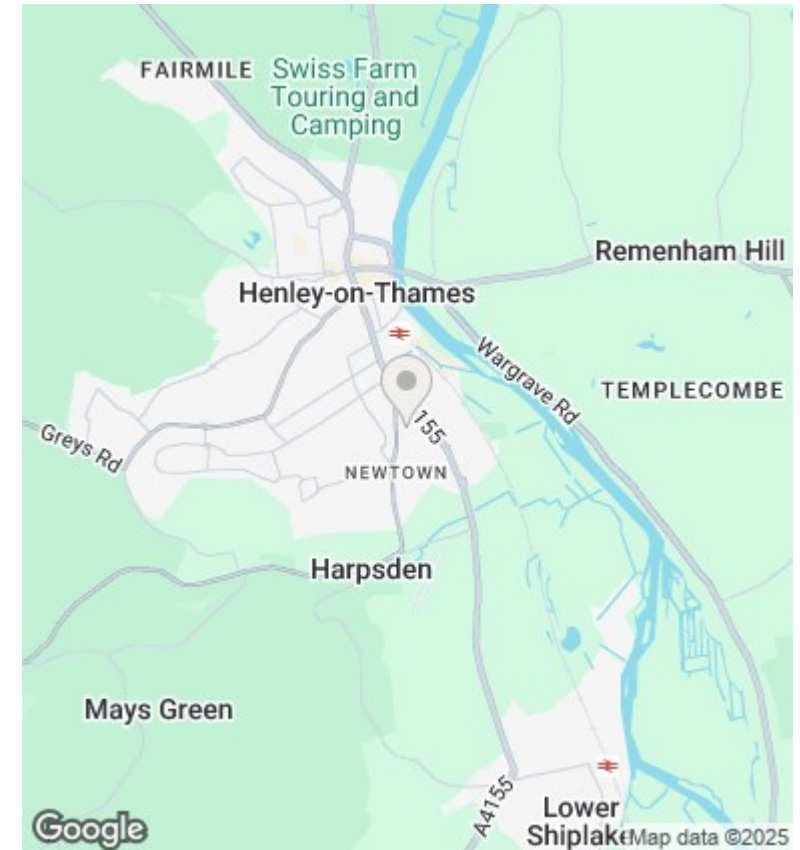 FAIRMILE
Swiss Farm
Touring and
Camping
Remenham Hill
Henley-on-Thames
Wargrave Rd
TEMPLECOMBE
155
Greys Rd
NEWTOWN
Harpsden
Mays Green
A4155
Lower
Shiplake
Google
Map data ©2025